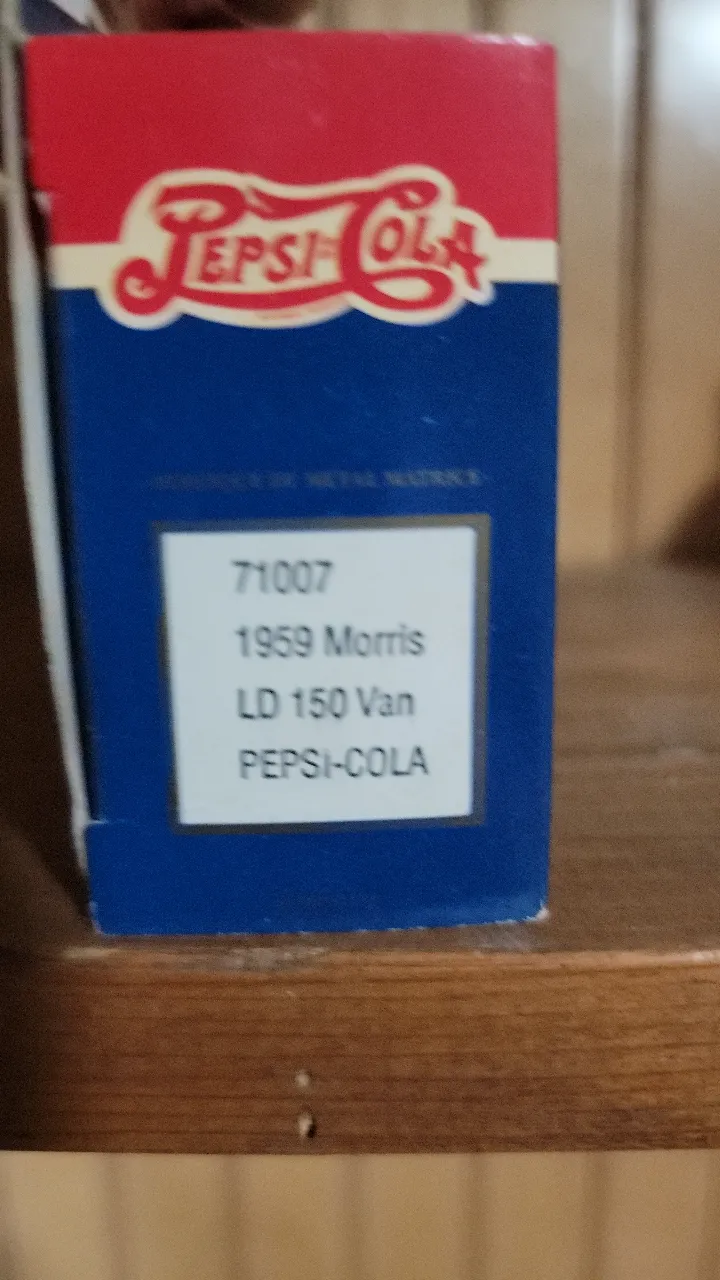 PEPSI-COLA
71007
1959 Morris
LD 150 Van
PEPSi-COLA